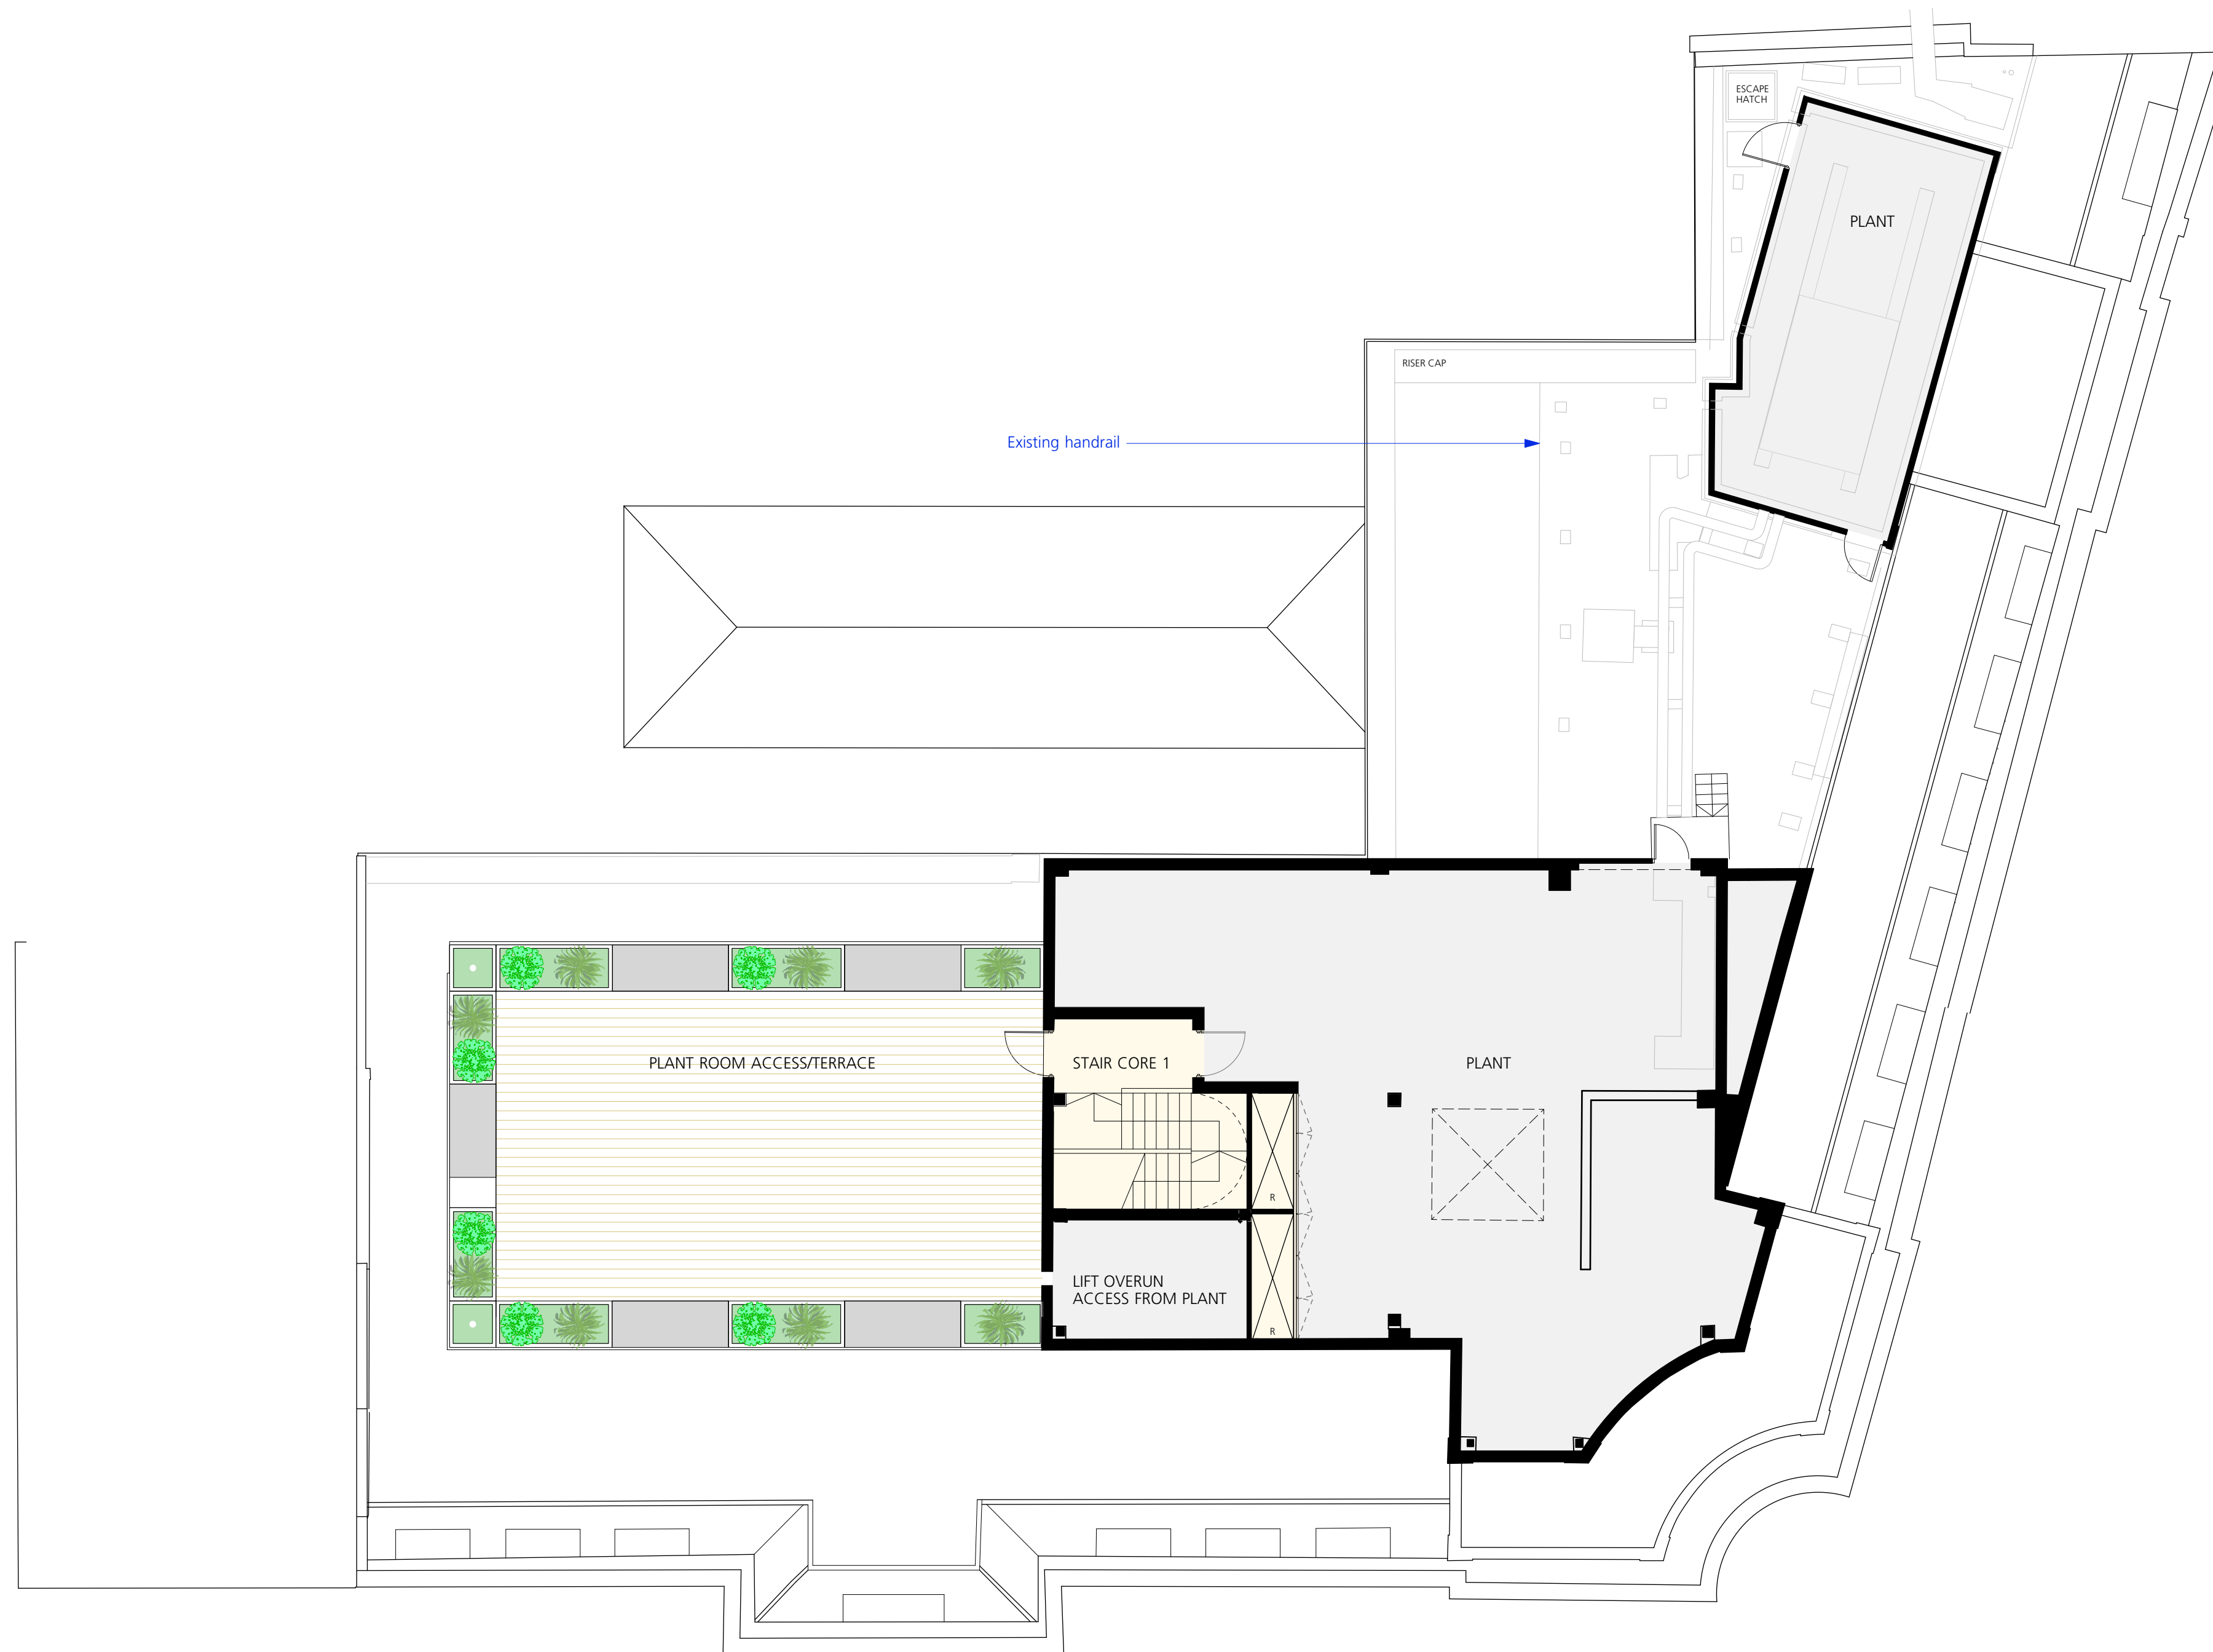 ESCAPE
HATCH
PLANT
RISER CAP
Existing handrail
PLANT ROOM ACCESS/TERRACE
STAIR CORE 1
PLANT
R
LIFT OVERUN
ACCESS FROM PLANT
R